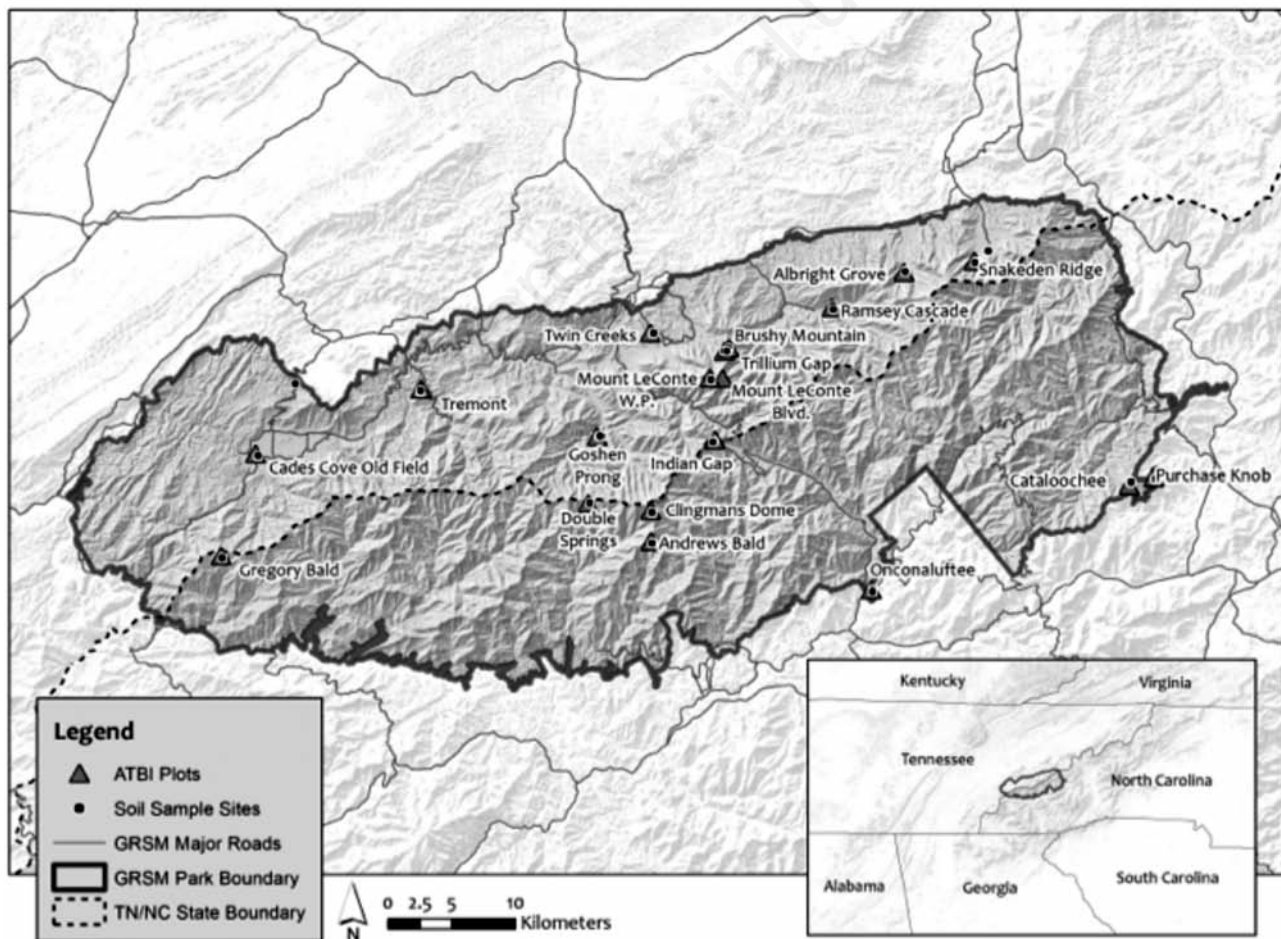 Albright Grove
Snakeden Ridge
Ramsey Cascade
Twin Creeks
Brushy Mountain
Trillium Gap
Mount LeConte
W.P.
Mount LeConte
Blvd.
Tremont
Goshen
Prong
Indian Gap
Cades Cove Old Field
Cataloochee
Purchase Knob
Double
Springs
Clingmans Dome
Andrews Bald
Gregory Bald
Onconaluftee
Legend
ATBI Plots
Soil Sample Sites
GRSM Major Roads
GRSM Park Boundary
TN/NC State Boundary
N
0 2.5 5 10
Kilometers
Kentucky
Virginia
Tennessee
North Carolina
Alabama
Georgia
South Carolina